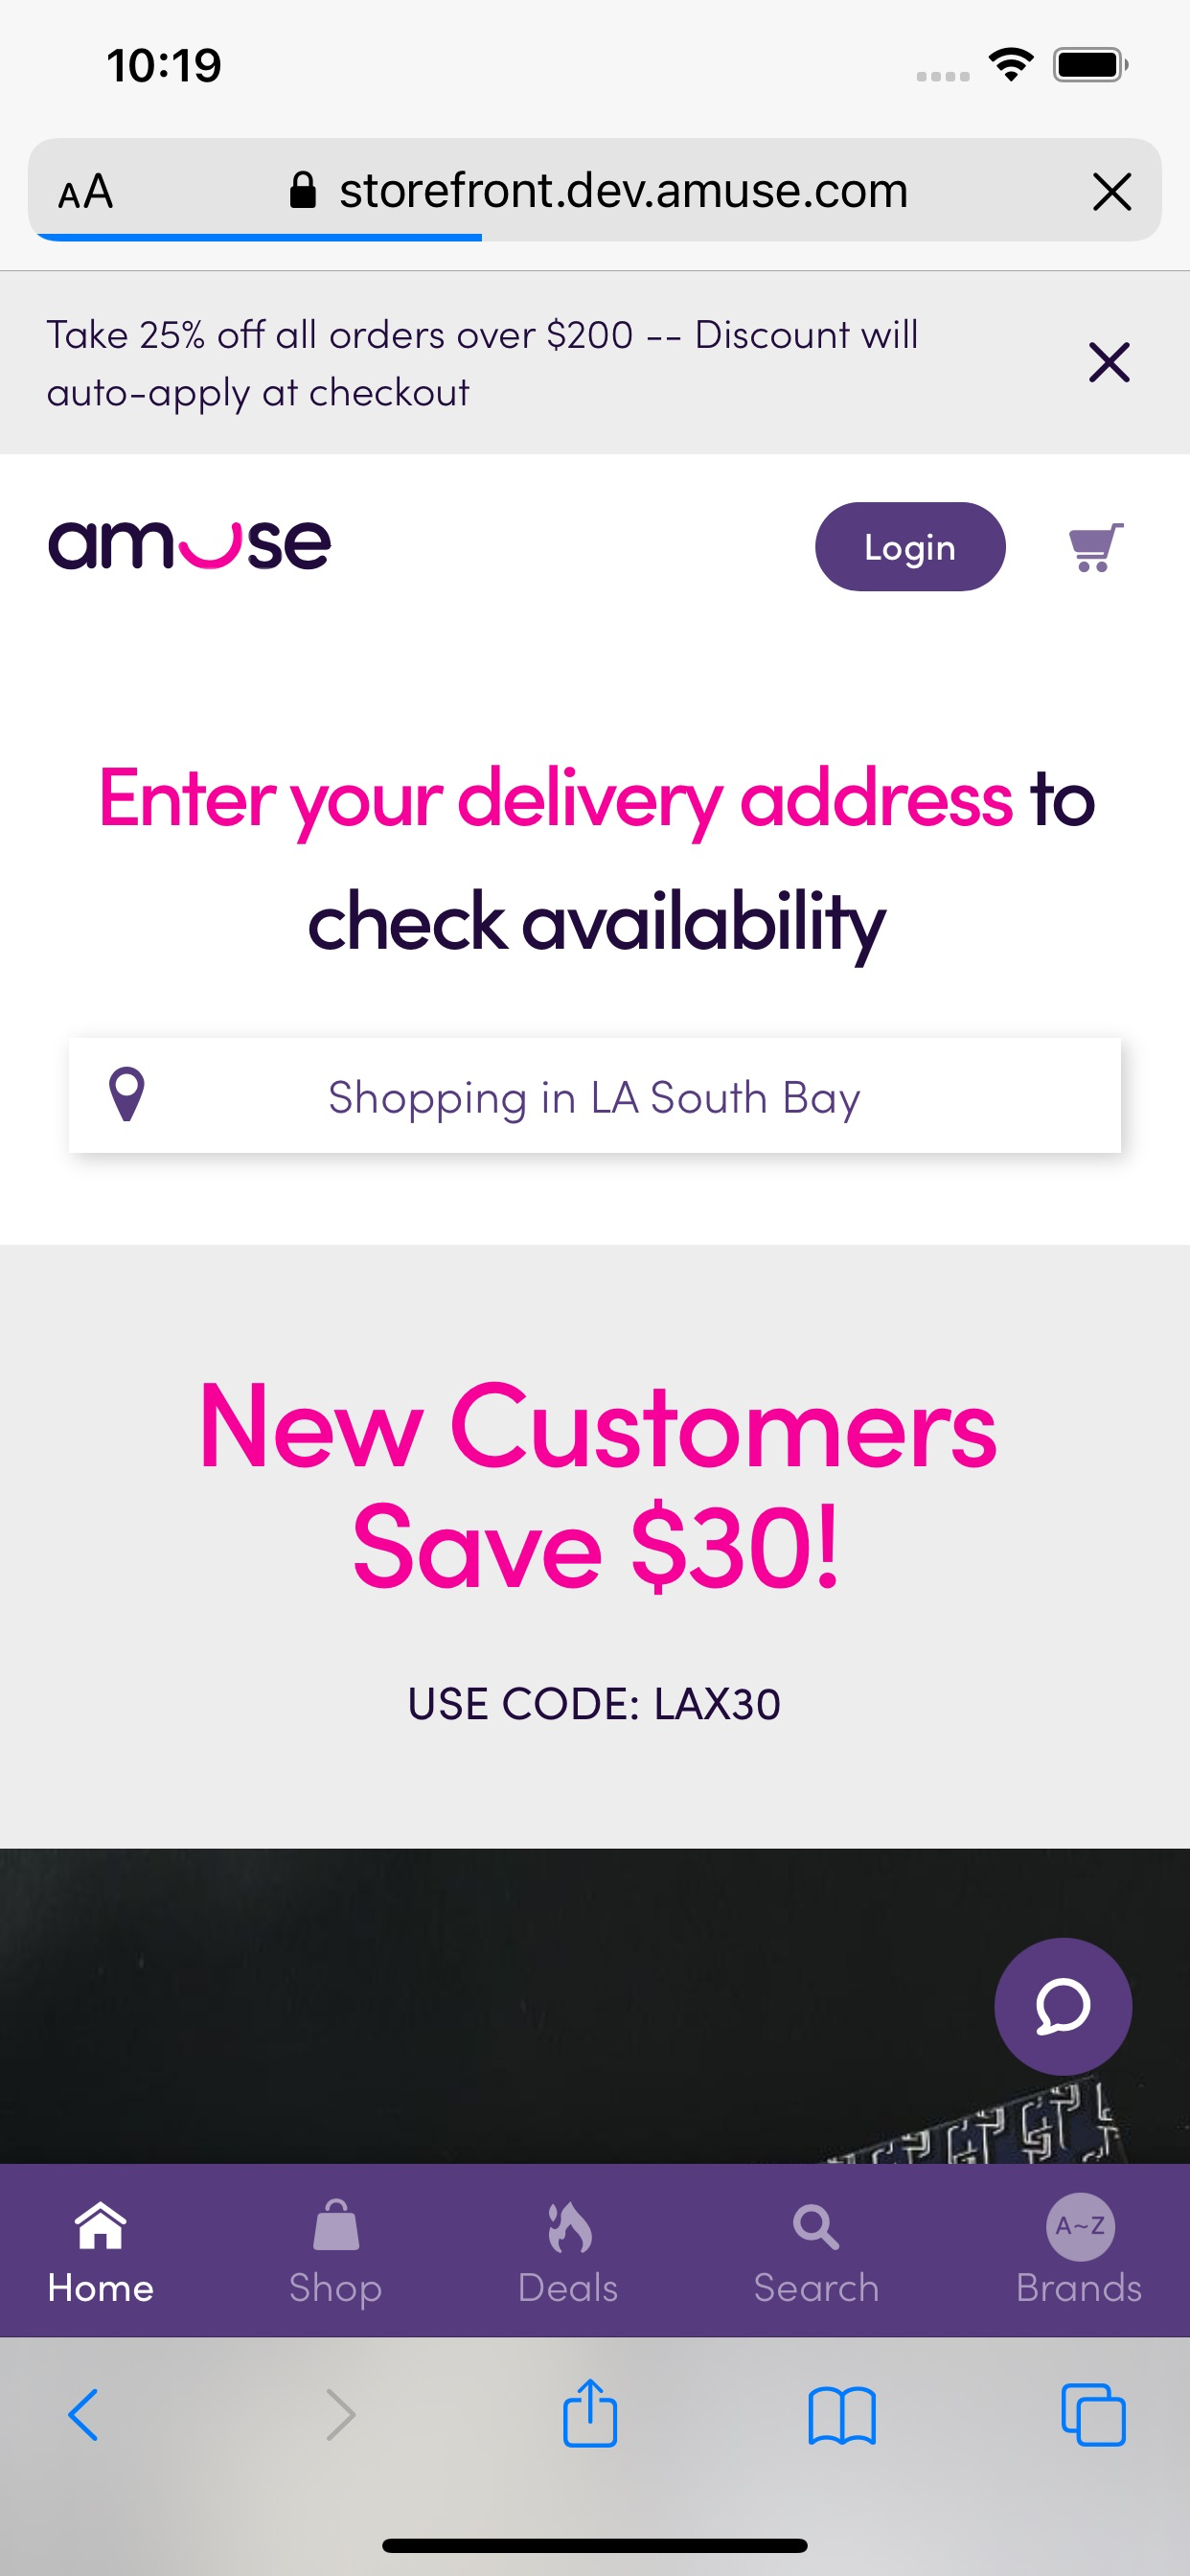 10:19
AA storefront.dev.amuse.com
Take 25% off all orders over $200 -- Discount will
auto-apply at checkout
amuse
Login
Enter your delivery address to
check availability
Shopping in LA South Bay
New Customers
Save $30!
USE CODE: LAX30
A~Z
Home Shop Deals Search Brands